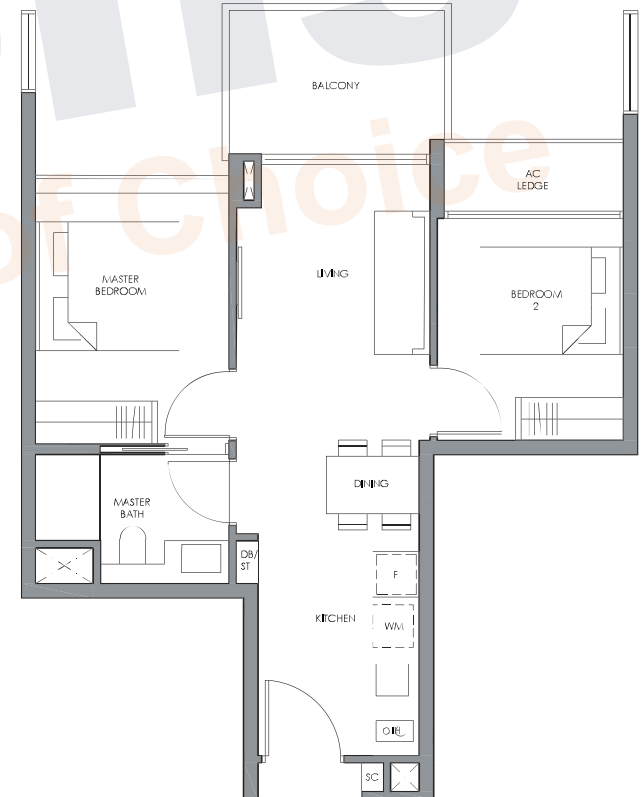 BALCONY
AC
LEDGE
LIVING
MASTER
BEDROOM
BEDROOM
2
DINING
MASTER
BATH
DB/
ST
F
KITCHEN
WM
SC
of Choice